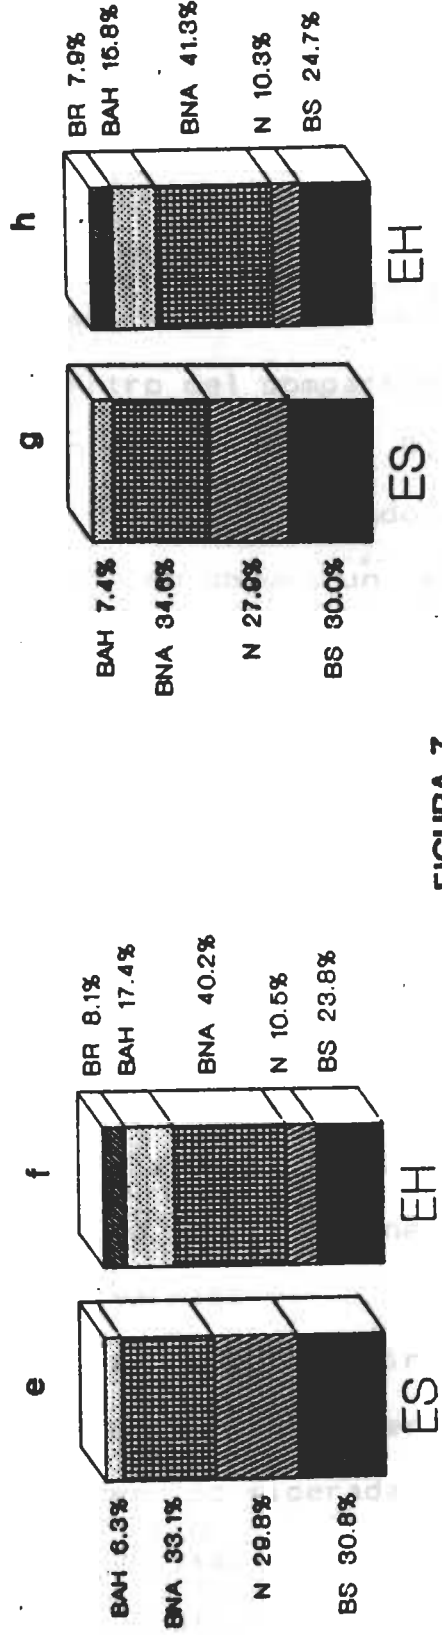 e
BAH 6.3%
BNA 33.1%
N 29.8%
BS 30.8%
ES
f
BR 8.1%
BAH 17.4%
BNA 40.2%
N 10.5%
BS 23.8%
EH
g
BAH 7.4%
BNA 34.6%
N 27.9%
BS 30.0%
ES
h
BR 7.9%
BAH 15.8%
BNA 41.3%
N 10.3%
BS 24.7%
EH
FIGURA 7